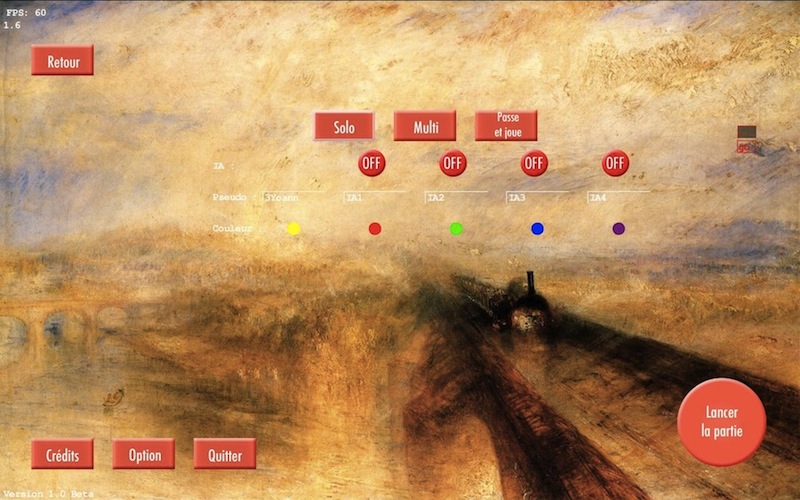 FPS: 60
1.6
Retour
Solo
Multi
Passe
et joue
IA :
OFF
OFF
OFF
OFF
Pseudo :
3Yoann
IA1
IA2
IA3
IA4
Couleur
Lancer
la partie
Crédits
Option
Quitter
Version 1.0 Beta